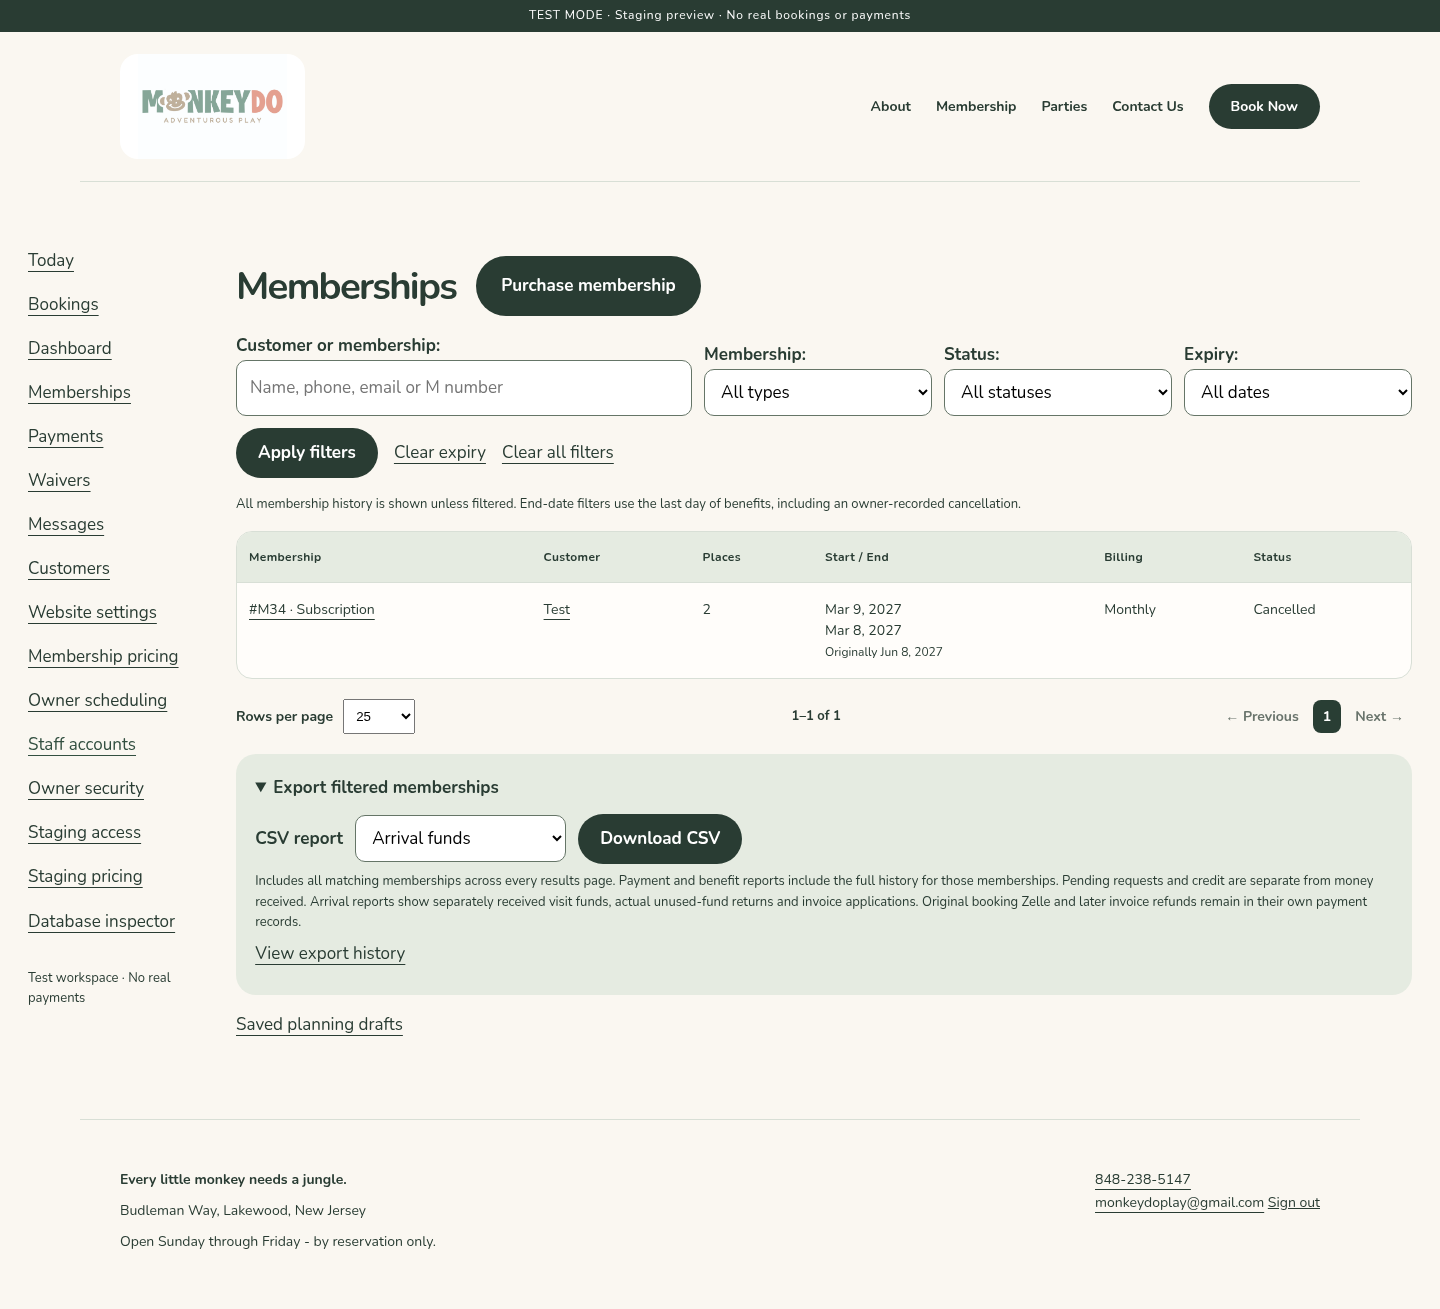 TEST MODE · Staging preview · No real bookings or payments
MONKEYDO
ADVENTUROUS PLAY
About
Membership
Parties
Contact Us
Book Now
Today
Bookings
Dashboard
Memberships
Payments
Waivers
Messages
Customers
Website settings
Membership pricing
Owner scheduling
Staff accounts
Owner security
Staging access
Staging pricing
Database inspector
Test workspace · No real
payments
Memberships
Purchase membership
Customer or membership:
Name, phone, email or M number
Membership:
All types
Status:
All statuses
Expiry:
All dates
Apply filters
Clear expiry
Clear all filters
All membership history is shown unless filtered. End-date filters use the last day of benefits, including an owner-recorded cancellation.
Membership Customer Places Start / End Billing Status
#M34 · Subscription Test 2 Mar 9, 2027 Monthly Cancelled
Mar 8, 2027
Originally Jun 8, 2027
Rows per page 25
1–1 of 1
← Previous 1 Next →
▼ Export filtered memberships
CSV report Arrival funds Download CSV
Includes all matching memberships across every results page. Payment and benefit reports include the full history for those memberships. Pending requests and credit are separate from money
received. Arrival reports show separately received visit funds, actual unused-fund returns and invoice applications. Original booking Zelle and later invoice refunds remain in their own payment
records.
View export history
Saved planning drafts
Every little monkey needs a jungle.
Budleman Way, Lakewood, New Jersey
Open Sunday through Friday - by reservation only.
848-238-5147
monkeydoplay@gmail.com Sign out